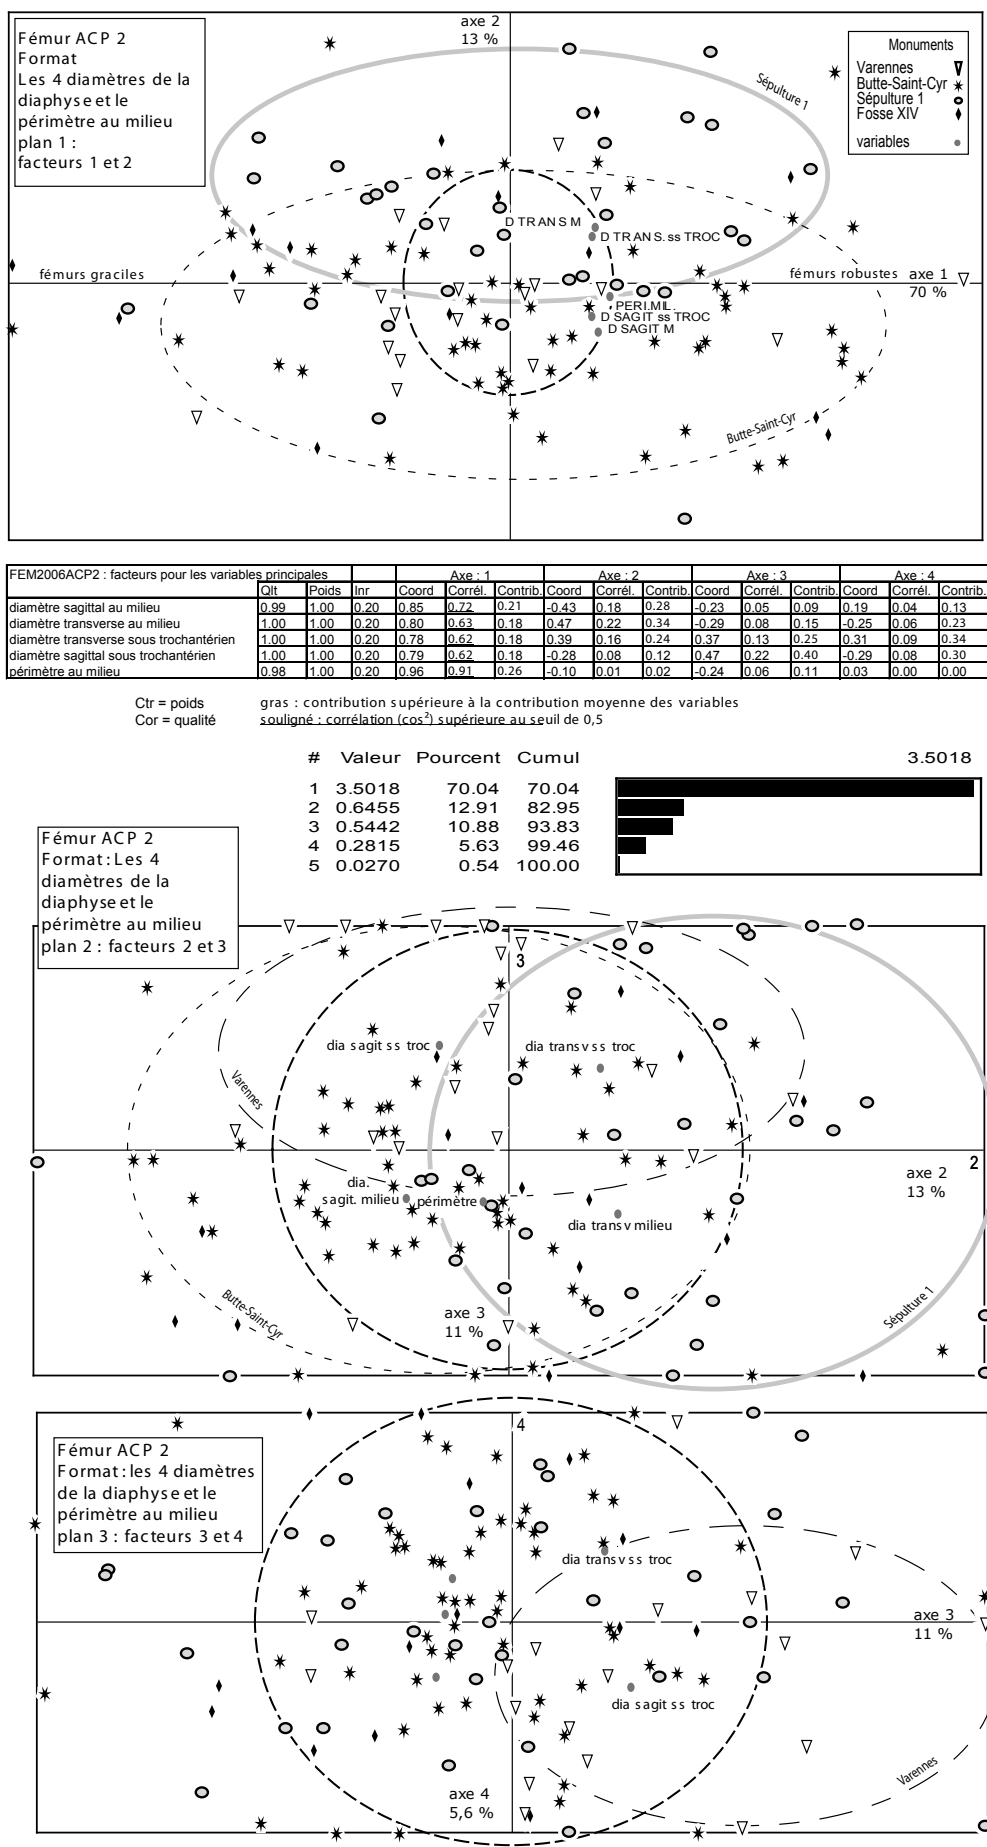 Fémur ACP 2
Format
Les 4 diamètres de la
diaphyse et le
périmètre au milieu
plan 1 :
facteurs 1 et 2
axe 2
13 %
Monuments
Varennes
Butte-Saint-Cyr
Sépulture 1
Fosse XIV
variables
Sépulture 1
D TRANS M
D TRANS. ss TROC
fémurs graciles
fémurs robustes
axe 1
70 %
PERI.MIL.
D SAGIT ss TROC
D SAGIT M
Butte-Saint-Cyr
FEM2006ACP2 : facteurs pour les variables principales Axe : 1 Axe : 2 Axe : 3 Axe : 4
Qlt Poids Inr Coord Corrél. Contrib. Coord Corrél. Contrib. Coord Corrél. Contrib. Coord Corrél. Contrib.
diamètre sagittal au milieu 0.99 1.00 0.20 0.85 0.72 0.21 -0.43 0.18 0.28 -0.23 0.05 0.09 0.19 0.04 0.13
diamètre transverse au milieu 1.00 1.00 0.20 0.80 0.63 0.18 0.47 0.22 0.34 -0.29 0.08 0.15 -0.25 0.06 0.23
diamètre transverse sous trochantérien 1.00 1.00 0.20 0.78 0.62 0.18 0.39 0.16 0.24 0.37 0.13 0.25 0.31 0.09 0.34
diamètre sagittal sous trochantérien 1.00 1.00 0.20 0.79 0.62 0.18 -0.28 0.08 0.12 0.47 0.22 0.40 -0.29 0.08 0.30
périmètre au milieu 0.98 1.00 0.20 0.96 0.91 0.26 -0.10 0.01 0.02 -0.24 0.06 0.11 0.03 0.00 0.00
Ctr = poids gras : contribution supérieure à la contribution moyenne des variables
Cor = qualité souligné : corrélation (cos²) supérieure au seuil de 0,5
# Valeur Pourcent Cumul 3.5018
1 3.5018 70.04 70.04
2 0.6455 12.91 82.95
3 0.5442 10.88 93.83
4 0.2815 5.63 99.46
5 0.0270 0.54 100.00
Fémur ACP 2
Format : Les 4
diamètres de la
diaphyse et le
périmètre au milieu
plan 2 : facteurs 2 et 3
3
dia sagit ss troc
dia transv ss troc
Varennes
2
axe 2
13 %
dia.
sagit. milieu
périmètre
dia transv milieu
Butte-Saint-Cyr
axe 3
11 %
Sépulture 1
Fémur ACP 2
Format : les 4 diamètres
de la diaphyse et le
périmètre au milieu
plan 3 : facteurs 3 et 4
4
dia transv ss troc
axe 3
11 %
dia sagit ss troc
Varennes
axe 4
5,6 %